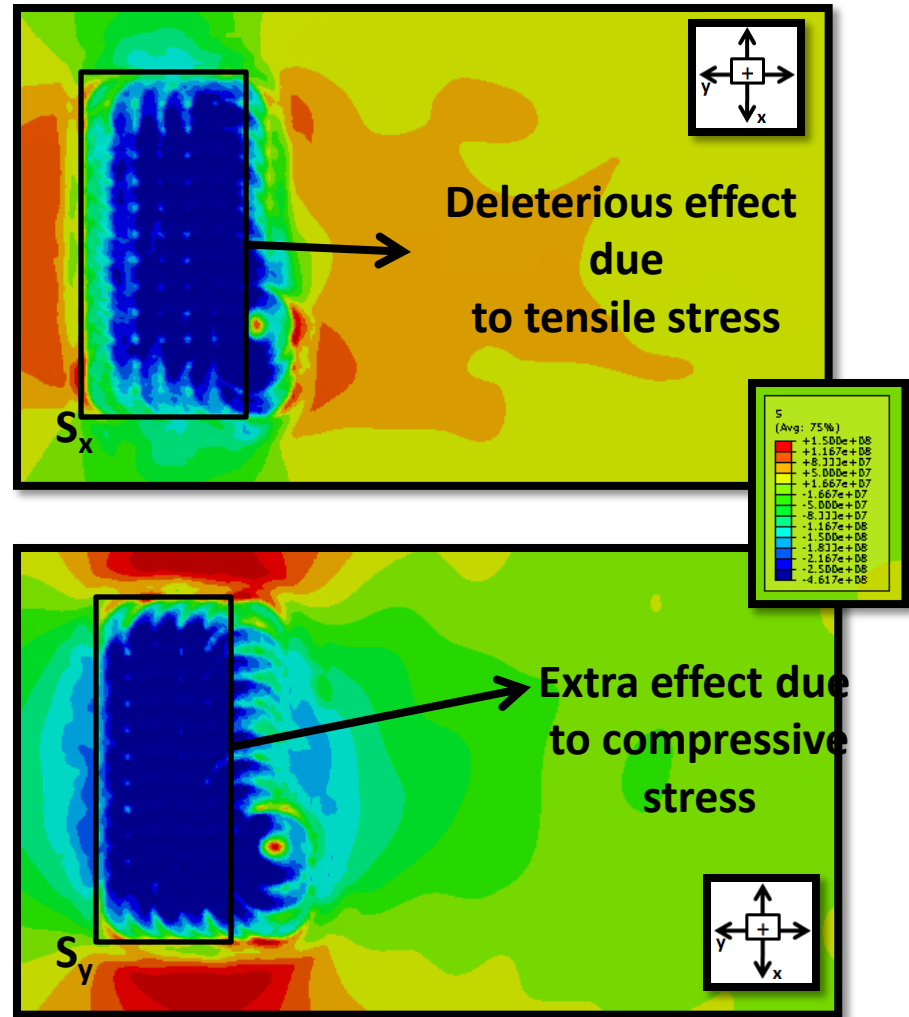 +
y
x
Deleterious effect
due
to tensile stress
Sx
S
(Avg: 75%)
+1.500e+08
+1.167e+08
+8.333e+07
+5.000e+07
+1.667e+07
-1.667e+07
-5.000e+07
-8.333e+07
-1.167e+08
-1.500e+08
-1.833e+08
-2.167e+08
-2.500e+08
-4.617e+08
Extra effect due
to compressive
stress
Sy
+
y
x